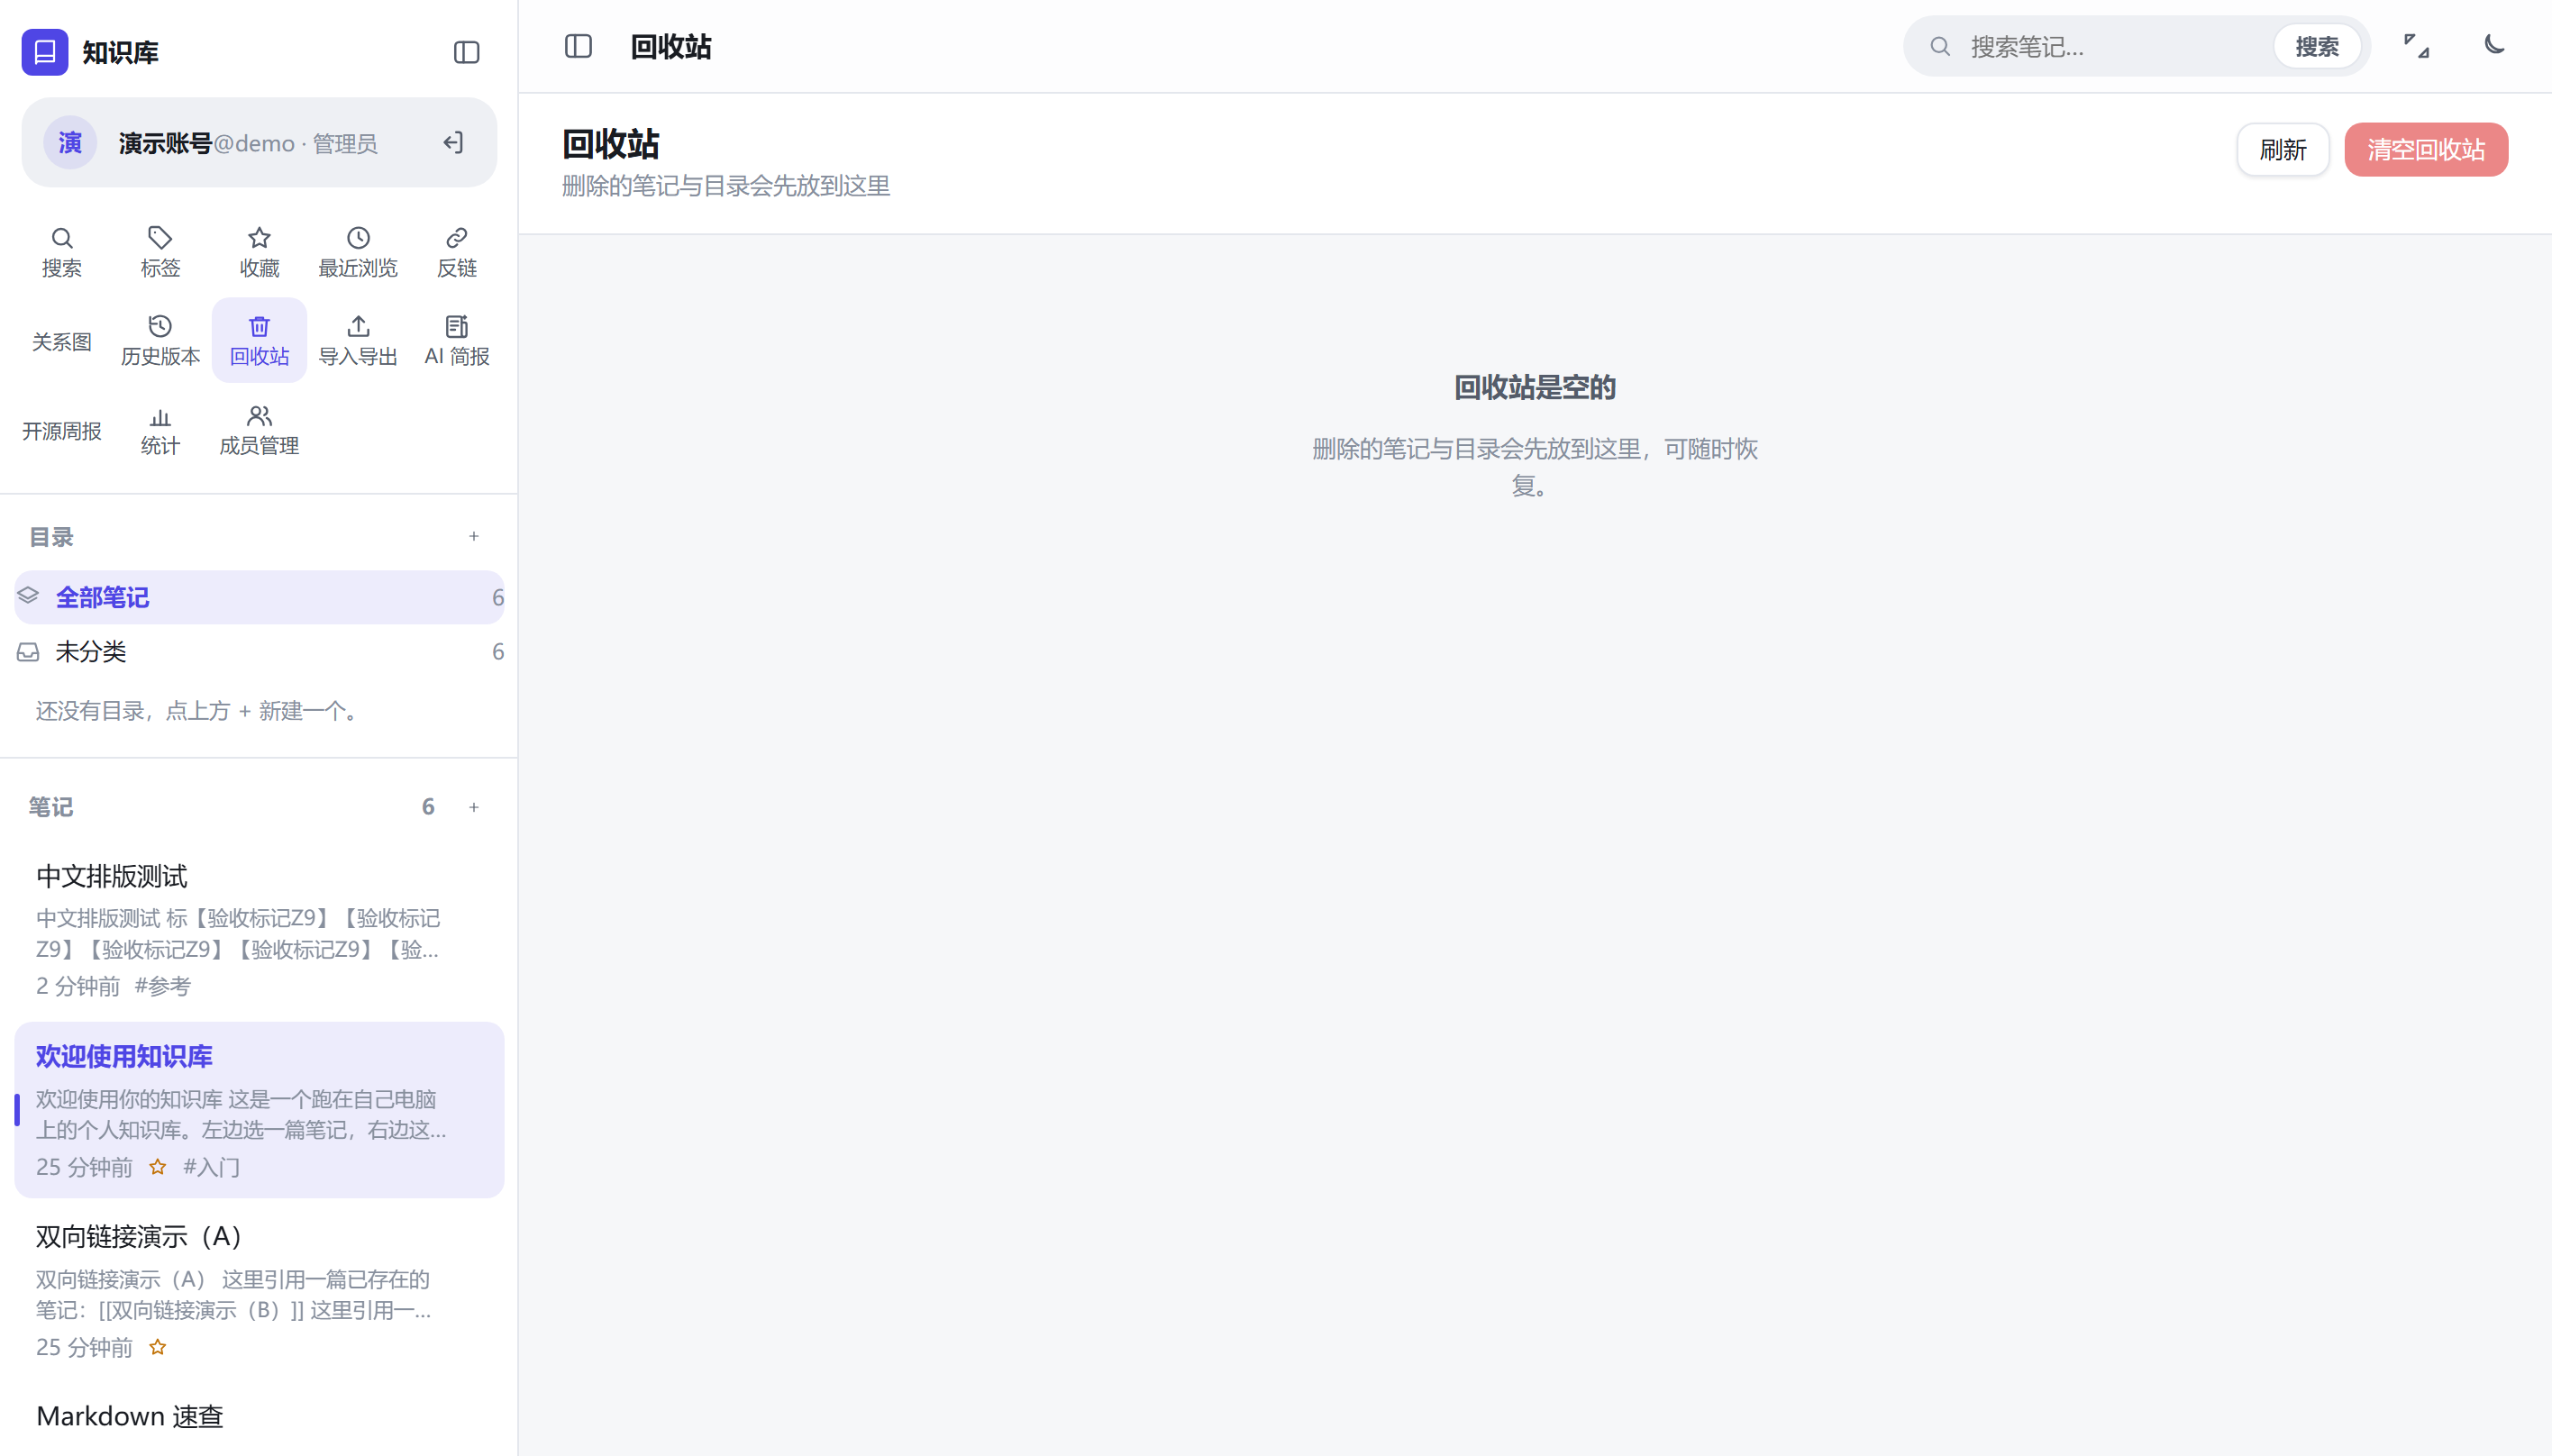 知识库
演 演示账号@demo · 管理员
搜索 标签 收藏 最近浏览 反链
关系图 历史版本 回收站 导入导出 AI 简报
开源周报 统计 成员管理
目录 +
全部笔记 6
未分类 6
还没有目录，点上方 + 新建一个。
笔记 6 +
中文排版测试
中文排版测试 标【验收标记Z9】【验收标记
Z9】【验收标记Z9】【验收标记Z9】【验...
2 分钟前 #参考
欢迎使用知识库
欢迎使用你的知识库 这是一个跑在自己电脑
上的个人知识库。左边选一篇笔记，右边这...
25 分钟前 #入门
双向链接演示（A）
双向链接演示（A） 这里引用一篇已存在的
笔记：[[双向链接演示（B）]] 这里引用一...
25 分钟前
Markdown 速查
回收站
搜索笔记... 搜索
回收站
删除的笔记与目录会先放到这里
刷新 清空回收站
回收站是空的
删除的笔记与目录会先放到这里，可随时恢
复。